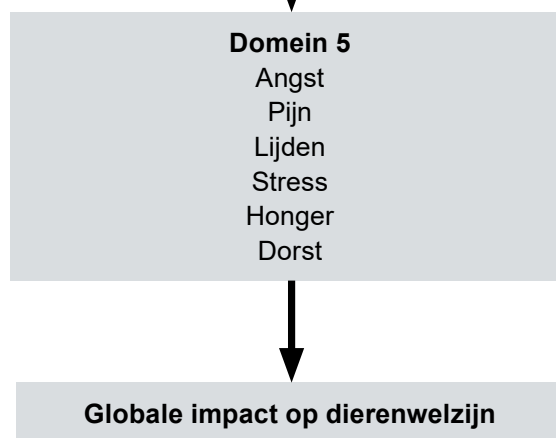 Domein 5
Angst
Pijn
Lijden
Stress
Honger
Dorst
Globale impact op dierenwelzijn